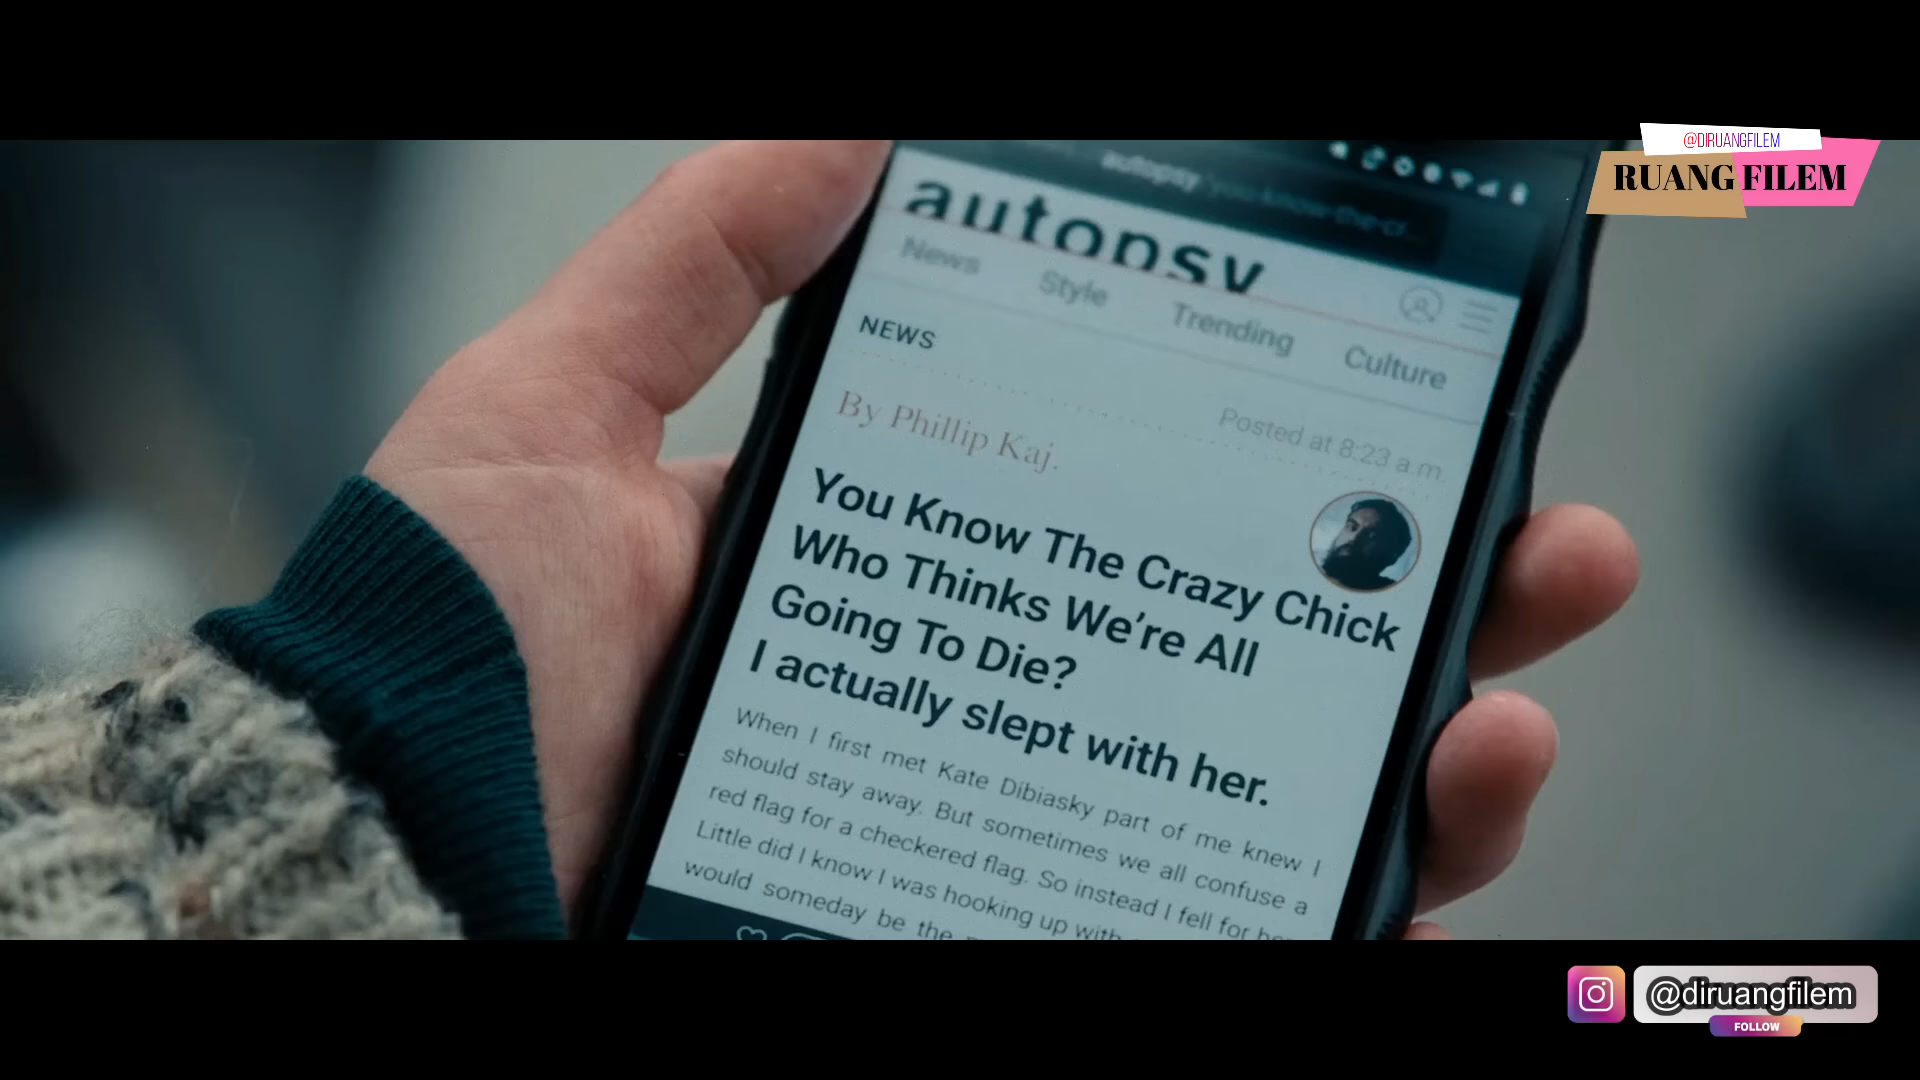 @DIRUANGFILEM
RUANG FILEM
autopsy
autopsy
News Style Trending Culture
NEWS
Posted at 8:23 a.m.
By Phillip Kaj.
You Know The Crazy Chick
Who Thinks We're All
Going To Die?
I actually slept with her.
When I first met Kate Dibiasky part of me knew I
should stay away. But sometimes we all confuse a
red flag for a checkered flag. So instead I fell for
Little did I know I was hooking up with
would someday be the
@diruangfilem
FOLLOW